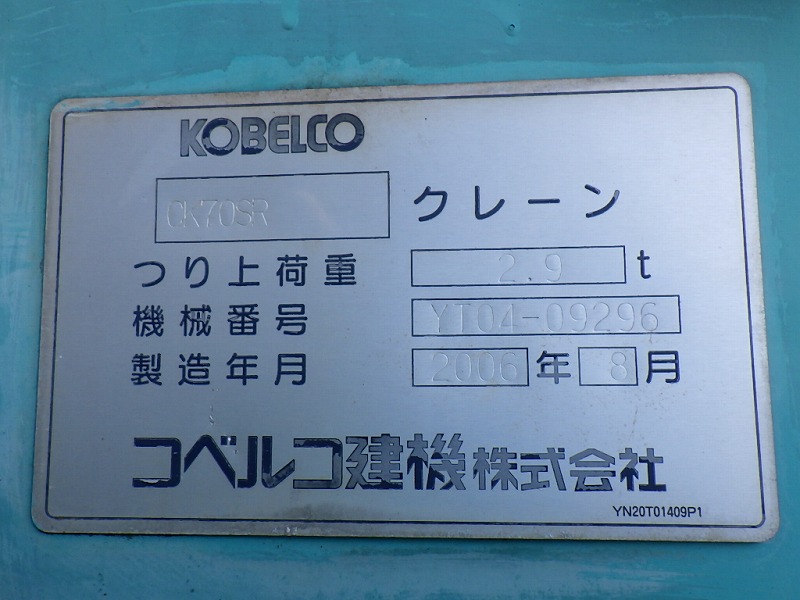 KOBELCO
QK70SR クレーン
つり上荷重 2.9 t
機械番号 YT04-09296
製造年月 2006 年 8 月
コベルコ建機株式会社
YN20T01409P1